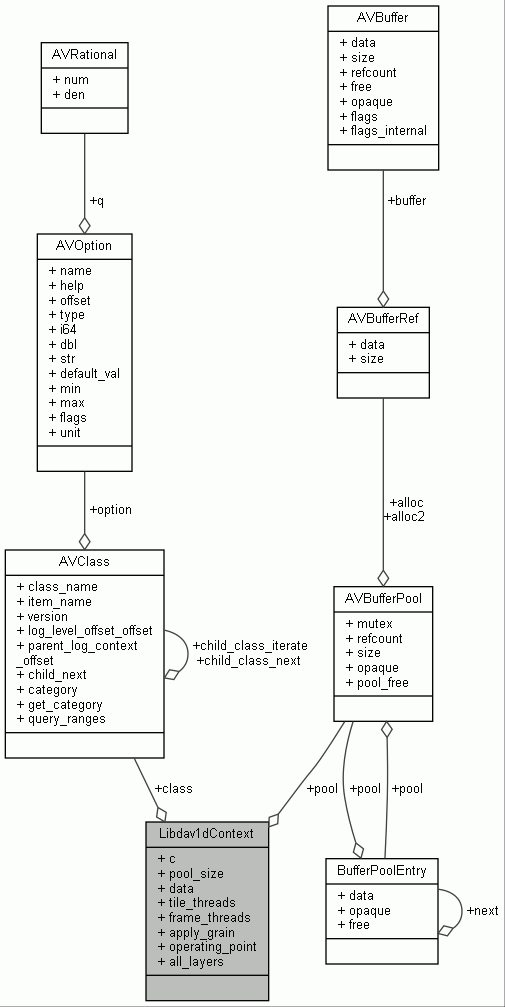 AVRational
+ num
+ den
+q
AVOption
+ name
+ help
+ offset
+ type
+ i64
+ dbl
+ str
+ default_val
+ min
+ max
+ flags
+ unit
+option
AVClass
+ class_name
+ item_name
+ version
+ log_level_offset_offset
+ parent_log_context
_offset
+ child_next
+ category
+ get_category
+ query_ranges
+child_class_iterate
+child_class_next
+class
AVBuffer
+ data
+ size
+ refcount
+ free
+ opaque
+ flags
+ flags_internal
+buffer
AVBufferRef
+ data
+ size
+alloc
+alloc2
AVBufferPool
+ mutex
+ refcount
+ size
+ opaque
+ pool_free
+pool
+pool
+pool
Libdav1dContext
+ c
+ pool_size
+ data
+ tile_threads
+ frame_threads
+ apply_grain
+ operating_point
+ all_layers
BufferPoolEntry
+ data
+ opaque
+ free
+next